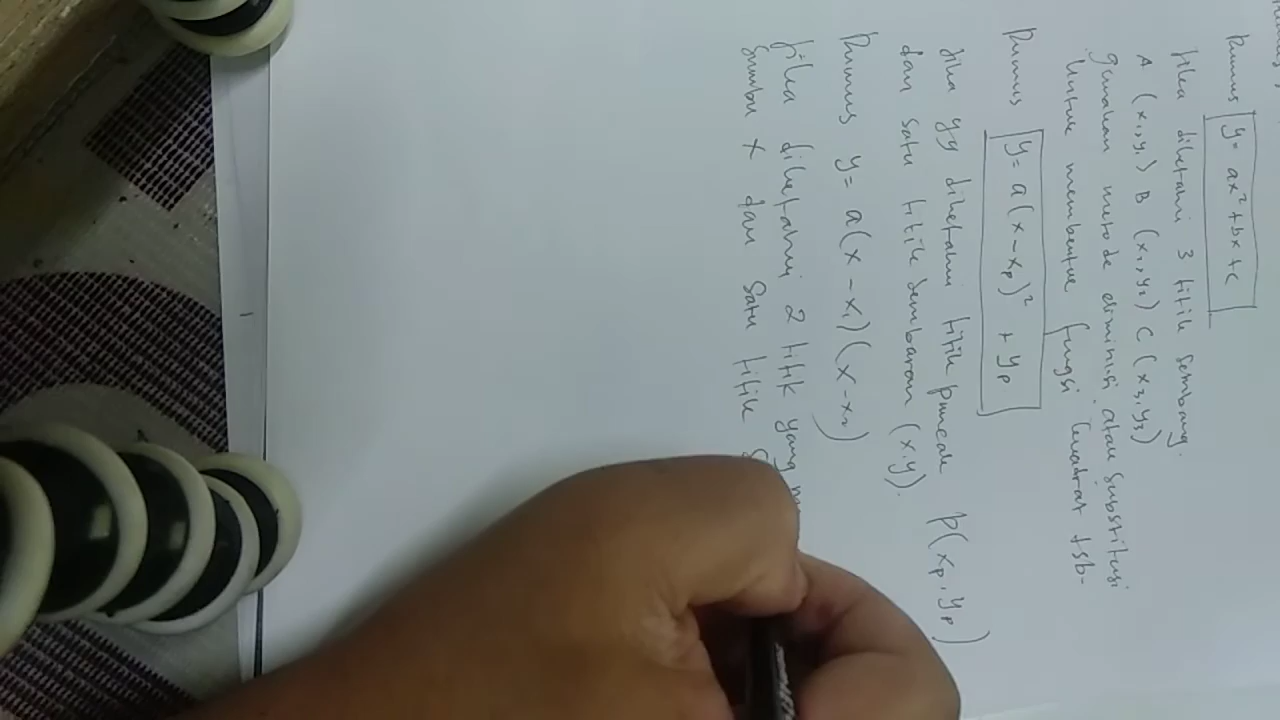 Rumus y = ax² + bx + c
Jika diketahui 3 titik sembarang.
A (x₁,y₁) B (x₂,y₂) C (x₃,y₃)
gunakan metode eliminasi atau substitusi
Untuk membentuk fungsi kuadrat tsb-
Rumus y = a(x - xₚ)² + yₚ
Jika yg diketahui titik puncak P(xₚ, yₚ)
dan satu titik sembarang (x,y).
Rumus y = a(x - x₁)(x - x₂)
Jika diketahui 2 titik yang
sumbu x dan satu titik